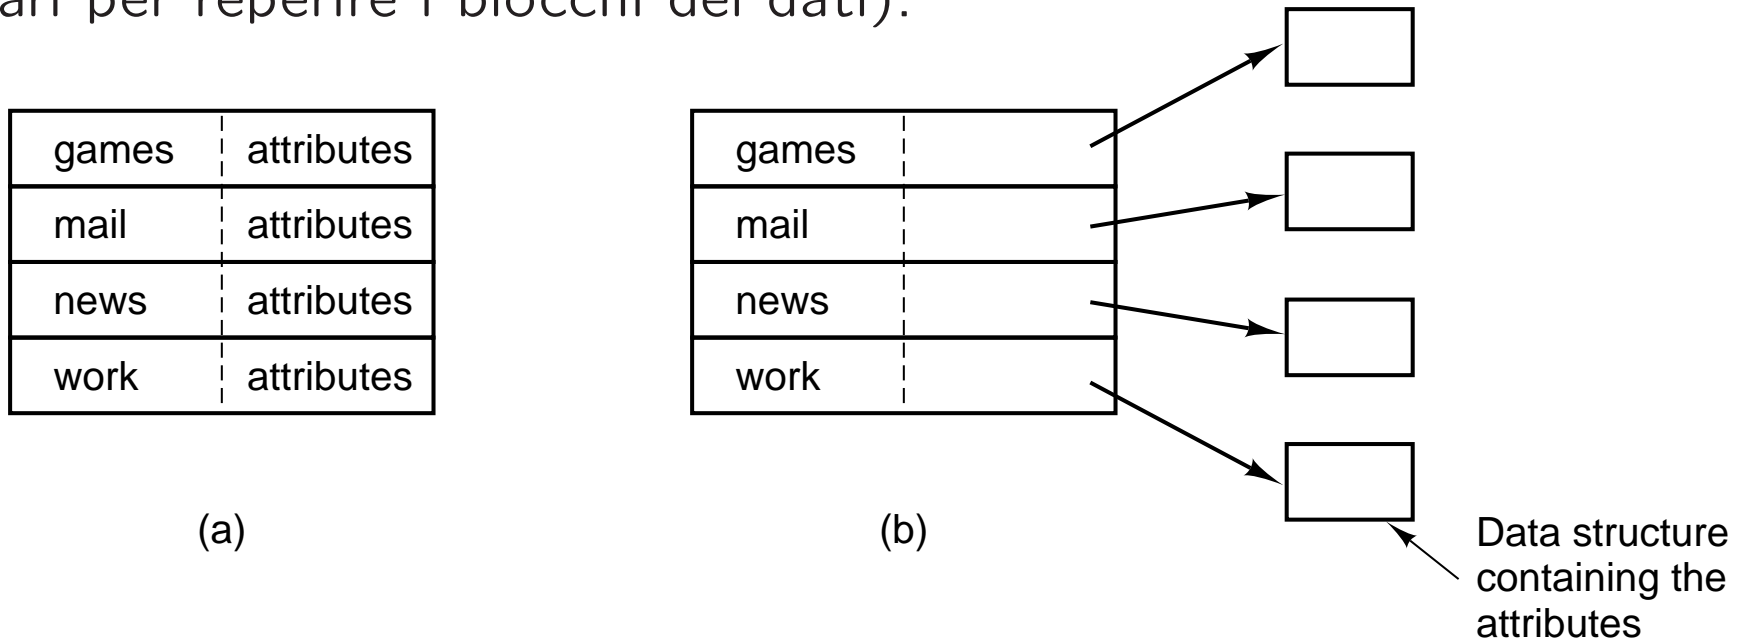 per reperire i blocchi dei dati).
games attributes
mail attributes
news attributes
work attributes
(a)
games
mail
news
work
(b)
Data structure
containing the
attributes